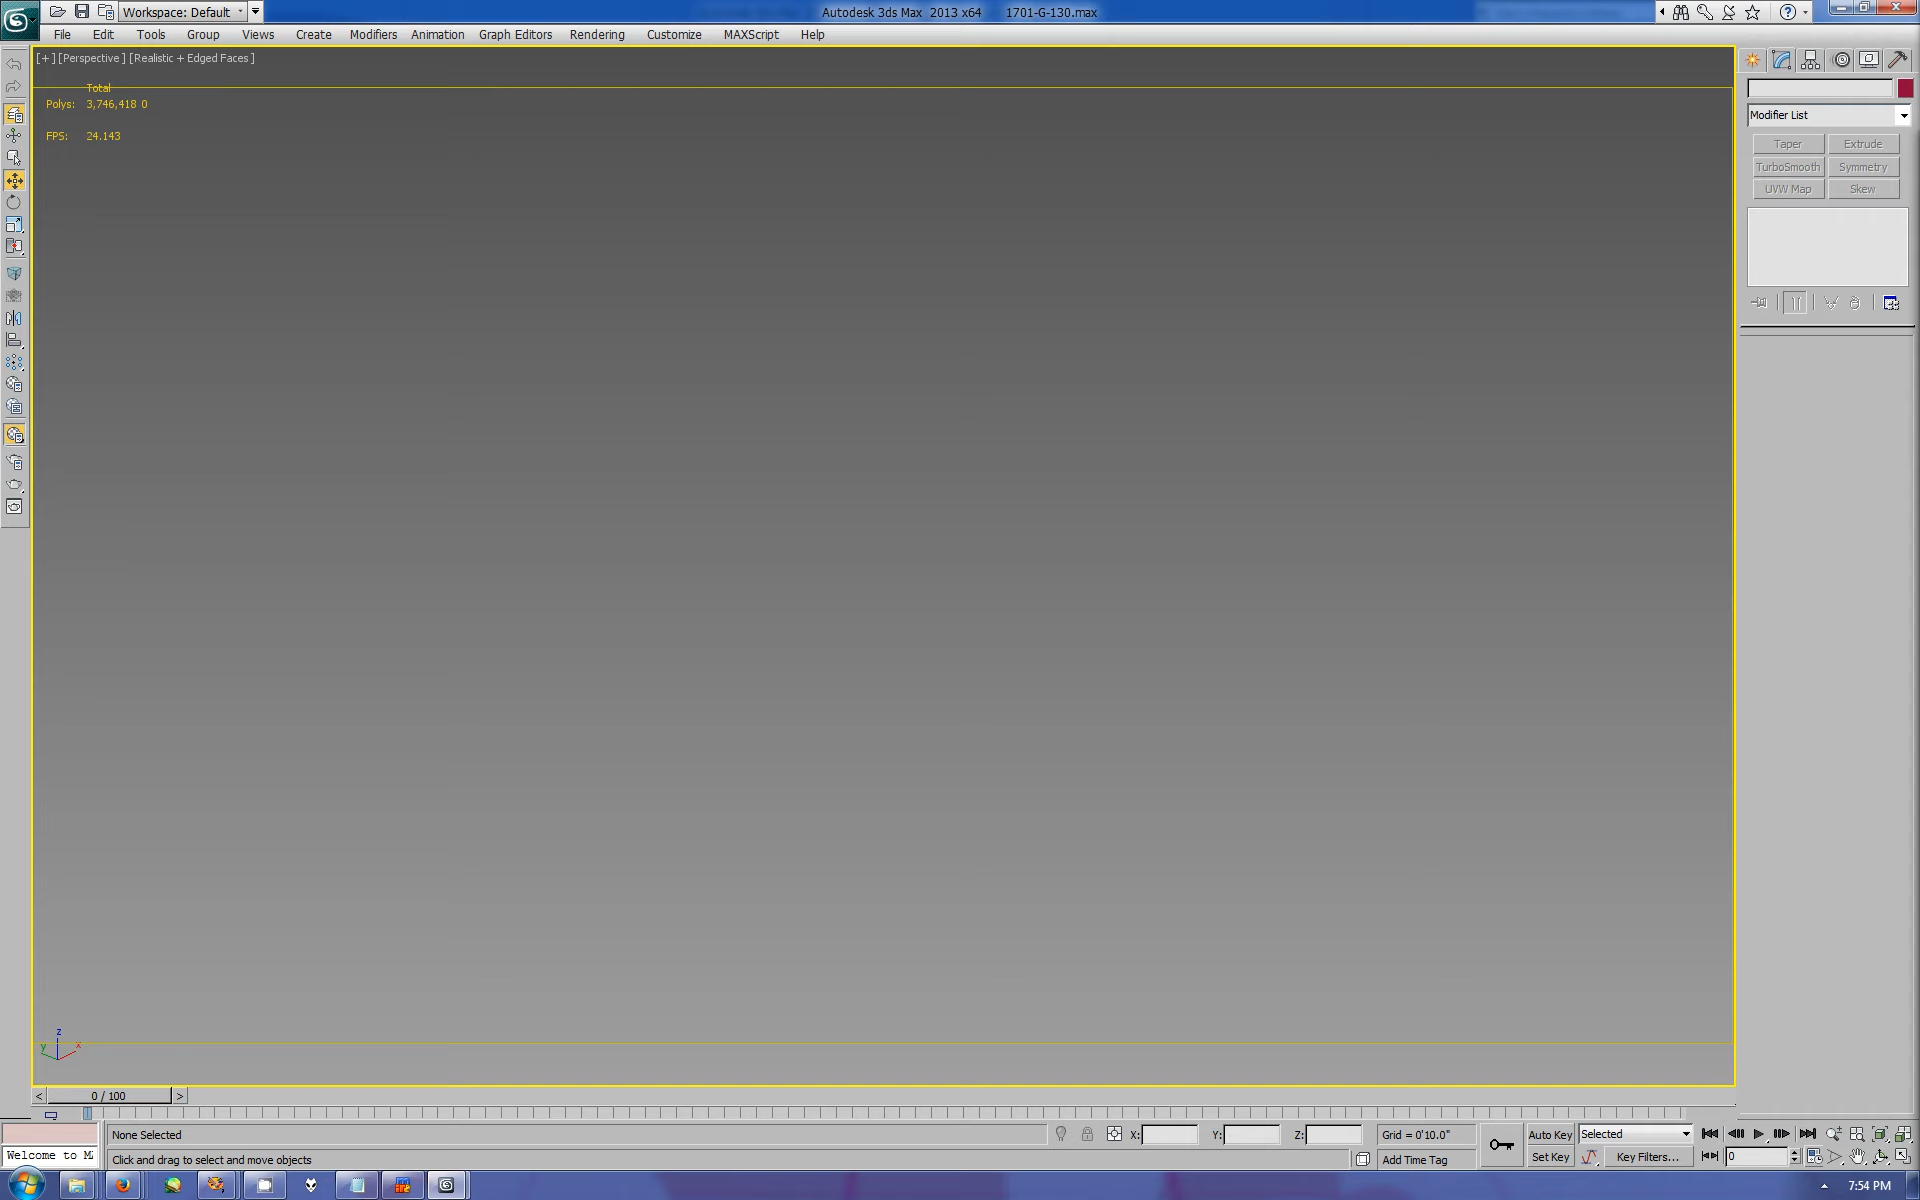 Workspace: Default
Autodesk 3ds Max 2013 x64 1701-G-130.max
File Edit Tools Group Views Create Modifiers Animation Graph Editors Rendering Customize MAXScript Help
[+] [Perspective] [Realistic + Edged Faces]
Total
Polys: 3,746,418 0
FPS: 24.143
Modifier List
Taper Extrude
TurboSmooth Symmetry
UVW Map Skew
z
y x
< 0 / 100 >
None Selected X: Y: Z: Grid = 0'10.0" Auto Key Selected
Welcome to Click and drag to select and move objects Add Time Tag Set Key Key Filters... 0
7:54 PM